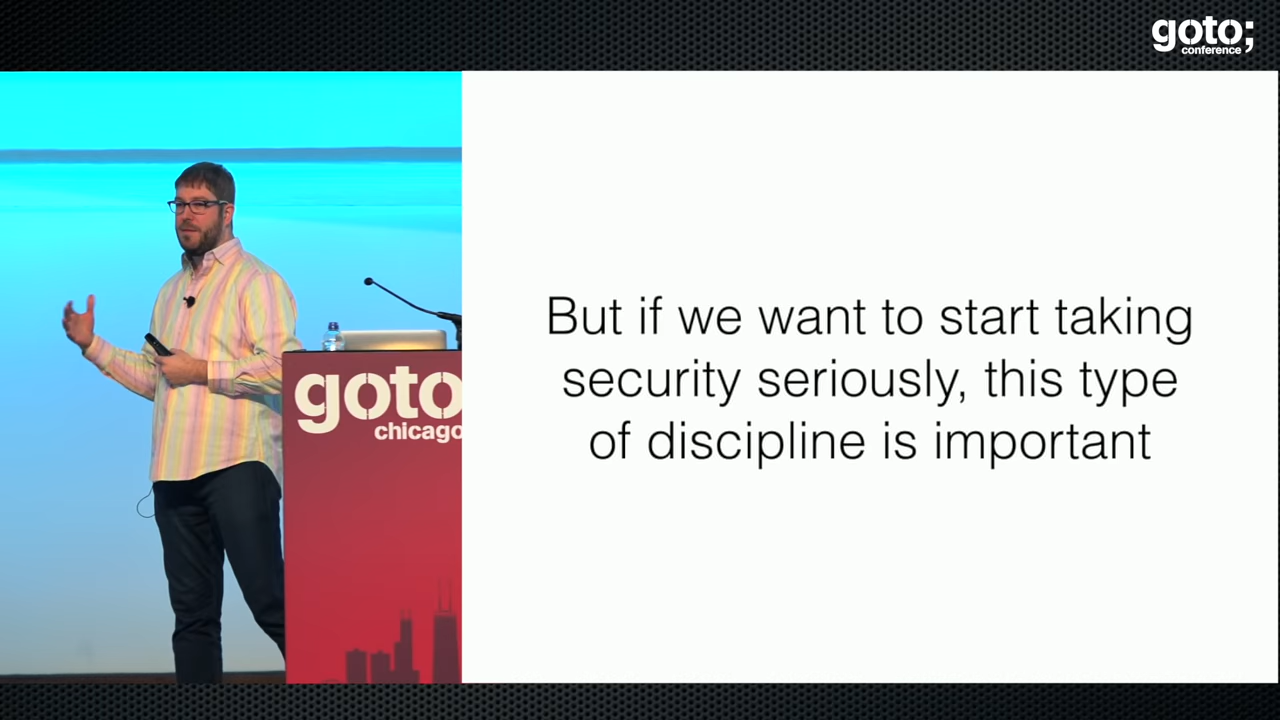 goto;
conference
But if we want to start taking
security seriously, this type
of discipline is important
goto
chicago